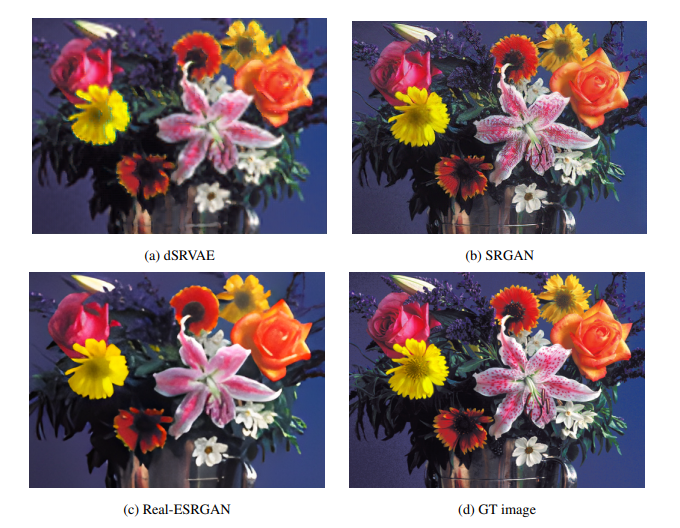 (a) dSRVAE
(b) SRGAN
(c) Real-ESRGAN
(d) GT image